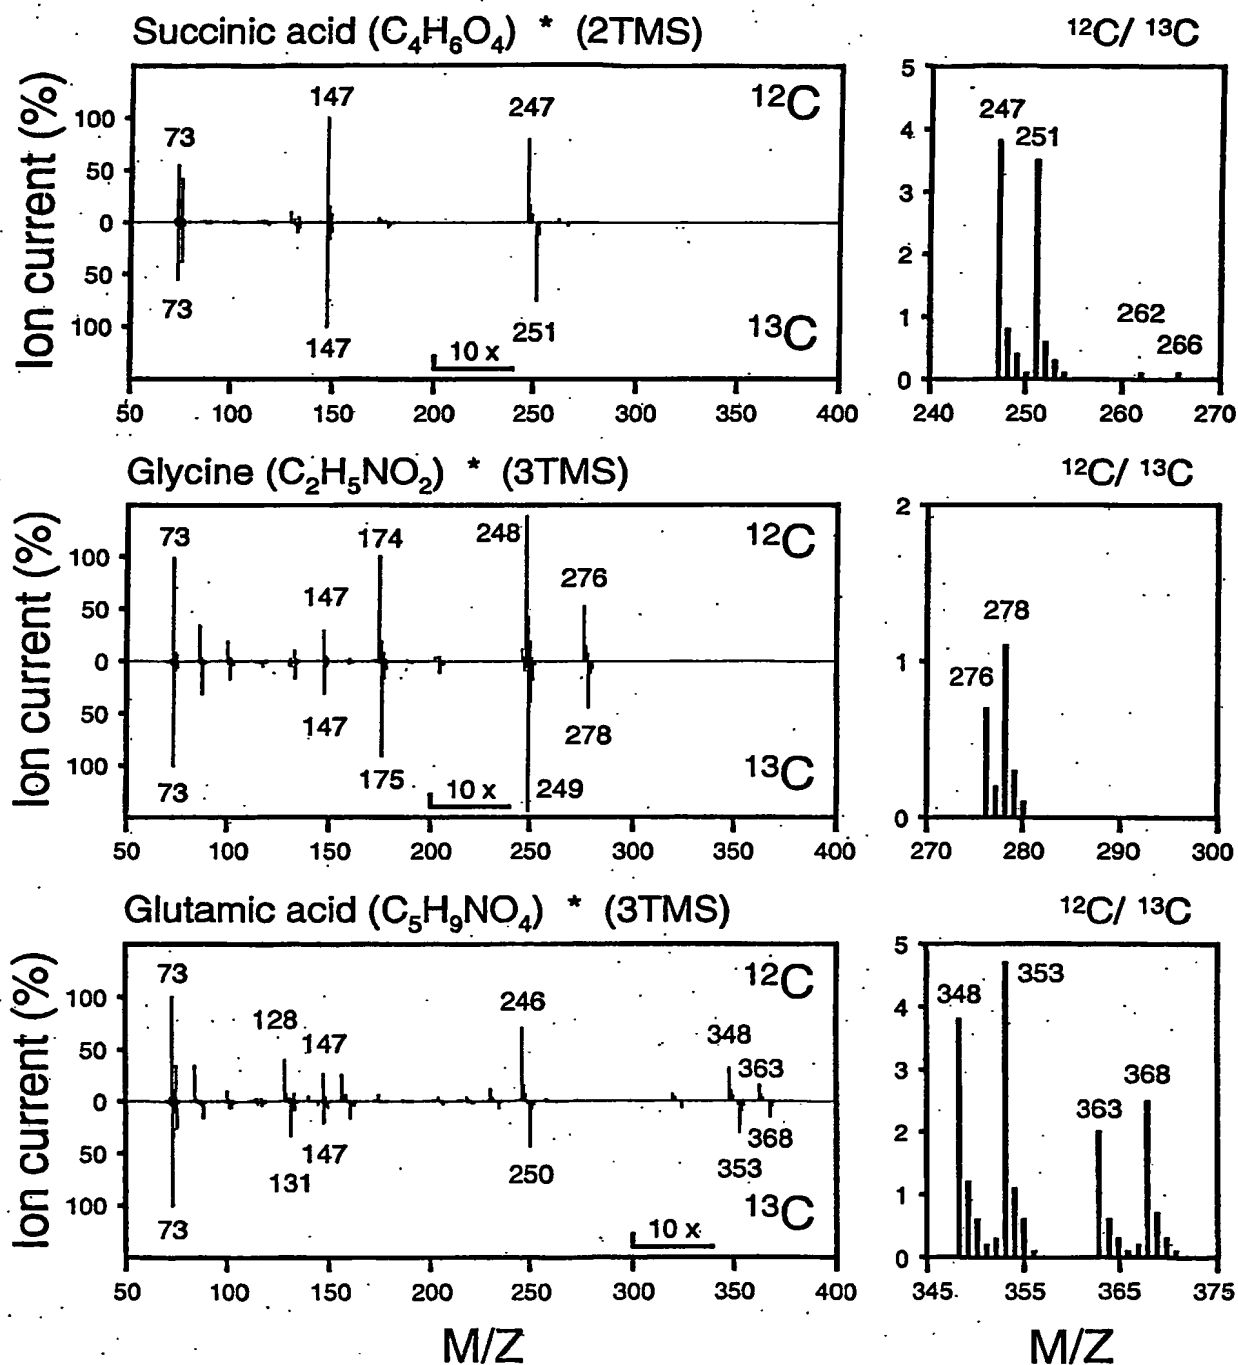 Succinic acid (C4H6O4) * (2TMS)
12C/ 13C
Ion current (%)
100
50
0
50
100
73
147
247
12C
73
147
251
13C
10 x
50 100 150 200 250 300 350 400
5
4
3
2
1
0
247
251
262
266
240 250 260 270
Glycine (C2H5NO2) * (3TMS)
12C/ 13C
Ion current (%)
100
50
0
50
100
73
147
174
248
276
12C
73
147
175
249
278
13C
10 x
50 100 150 200 250 300 350 400
2
1
0
276
278
270 280 290 300
Glutamic acid (C5H9NO4) * (3TMS)
12C/ 13C
Ion current (%)
100
50
0
50
100
73
128
147
246
348
363
12C
73
131
147
250
353
368
13C
10 x
50 100 150 200 250 300 350 400
M/Z
5
4
3
2
1
0
348
353
363
368
345 355 365 375
M/Z